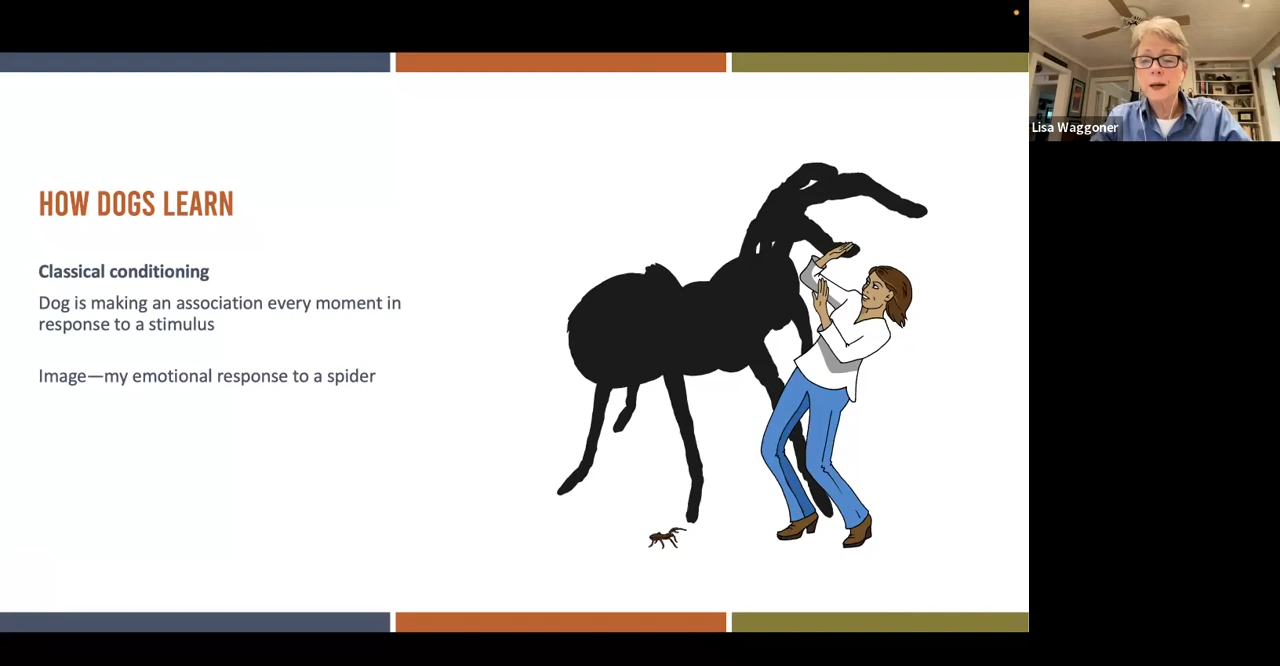 Lisa Waggoner
HOW DOGS LEARN
Classical conditioning
Dog is making an association every moment in
response to a stimulus
Image—my emotional response to a spider